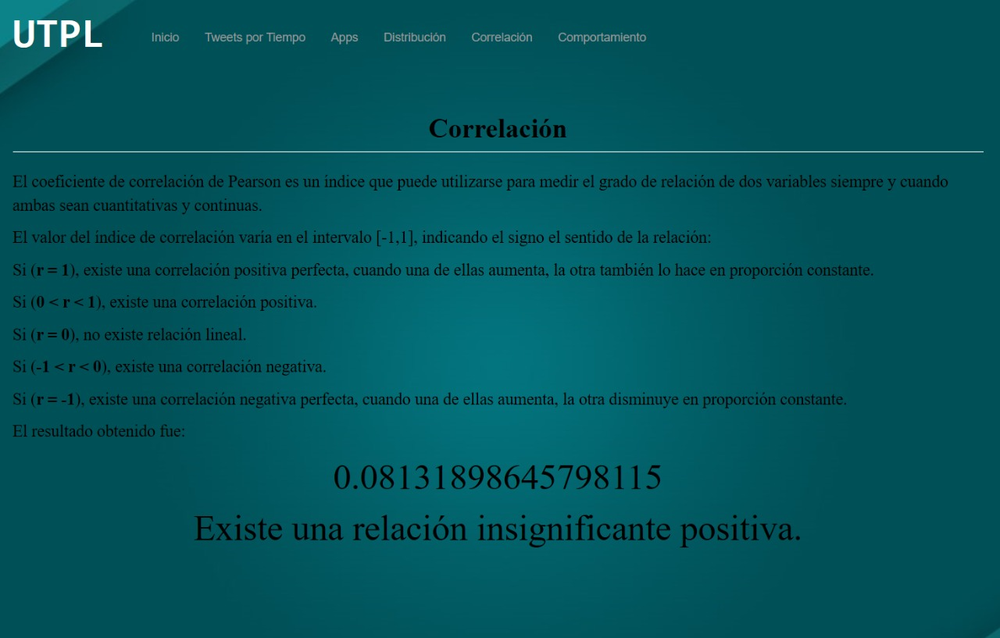 UTPL
Inicio Tweets por Tiempo Apps Distribución Correlación Comportamiento
Correlación
El coeficiente de correlación de Pearson es un índice que puede utilizarse para medir el grado de relación de dos variables siempre y cuando
ambas sean cuantitativas y continuas.
El valor del índice de correlación varía en el intervalo [-1,1], indicando el signo el sentido de la relación:
Si (r = 1), existe una correlación positiva perfecta, cuando una de ellas aumenta, la otra también lo hace en proporción constante.
Si (0 < r < 1), existe una correlación positiva.
Si (r = 0), no existe relación lineal.
Si (-1 < r < 0), existe una correlación negativa.
Si (r = -1), existe una correlación negativa perfecta, cuando una de ellas aumenta, la otra disminuye en proporción constante.
El resultado obtenido fue:
0.08131898645798115
Existe una relación insignificante positiva.